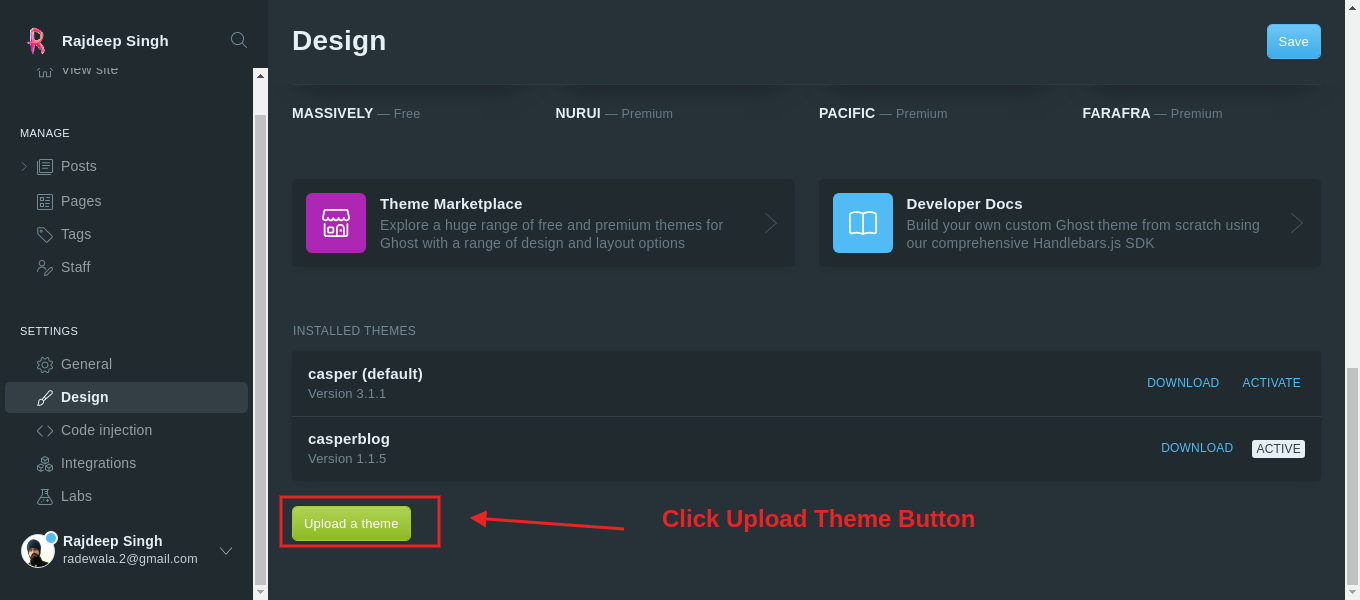 Rajdeep Singh
View site
MANAGE
Posts
Pages
Tags
Staff
SETTINGS
General
Design
Code injection
Integrations
Labs
Rajdeep Singh
radewala.2@gmail.com
Design
Save
MASSIVELY — Free
NURUI — Premium
PACIFIC — Premium
FARAFRA — Premium
Theme Marketplace
Explore a huge range of free and premium themes for
Ghost with a range of design and layout options
Developer Docs
Build your own custom Ghost theme from scratch using
our comprehensive Handlebars.js SDK
INSTALLED THEMES
casper (default)
Version 3.1.1
DOWNLOAD ACTIVATE
casperblog
Version 1.1.5
DOWNLOAD ACTIVE
Upload a theme
Click Upload Theme Button